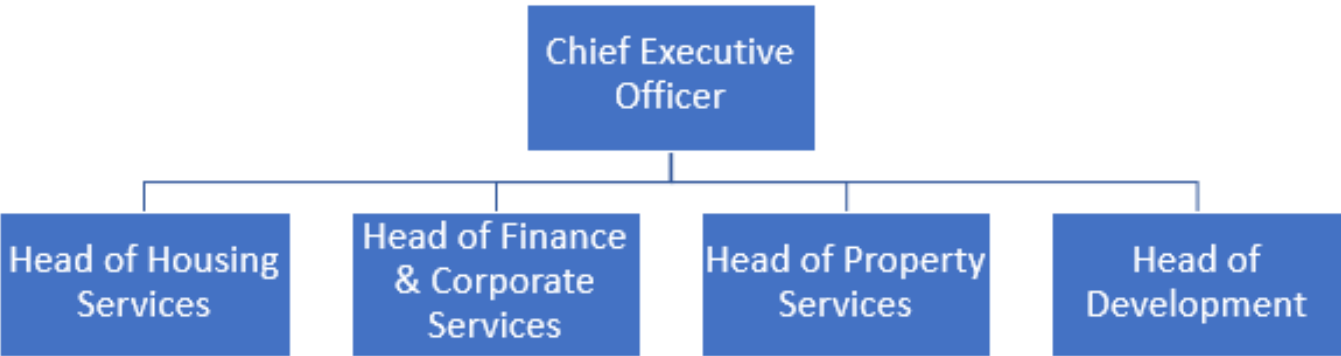 Chief Executive
Officer
Head of Housing
Services
Head of Finance
& Corporate
Services
Head of Property
Services
Head of
Development